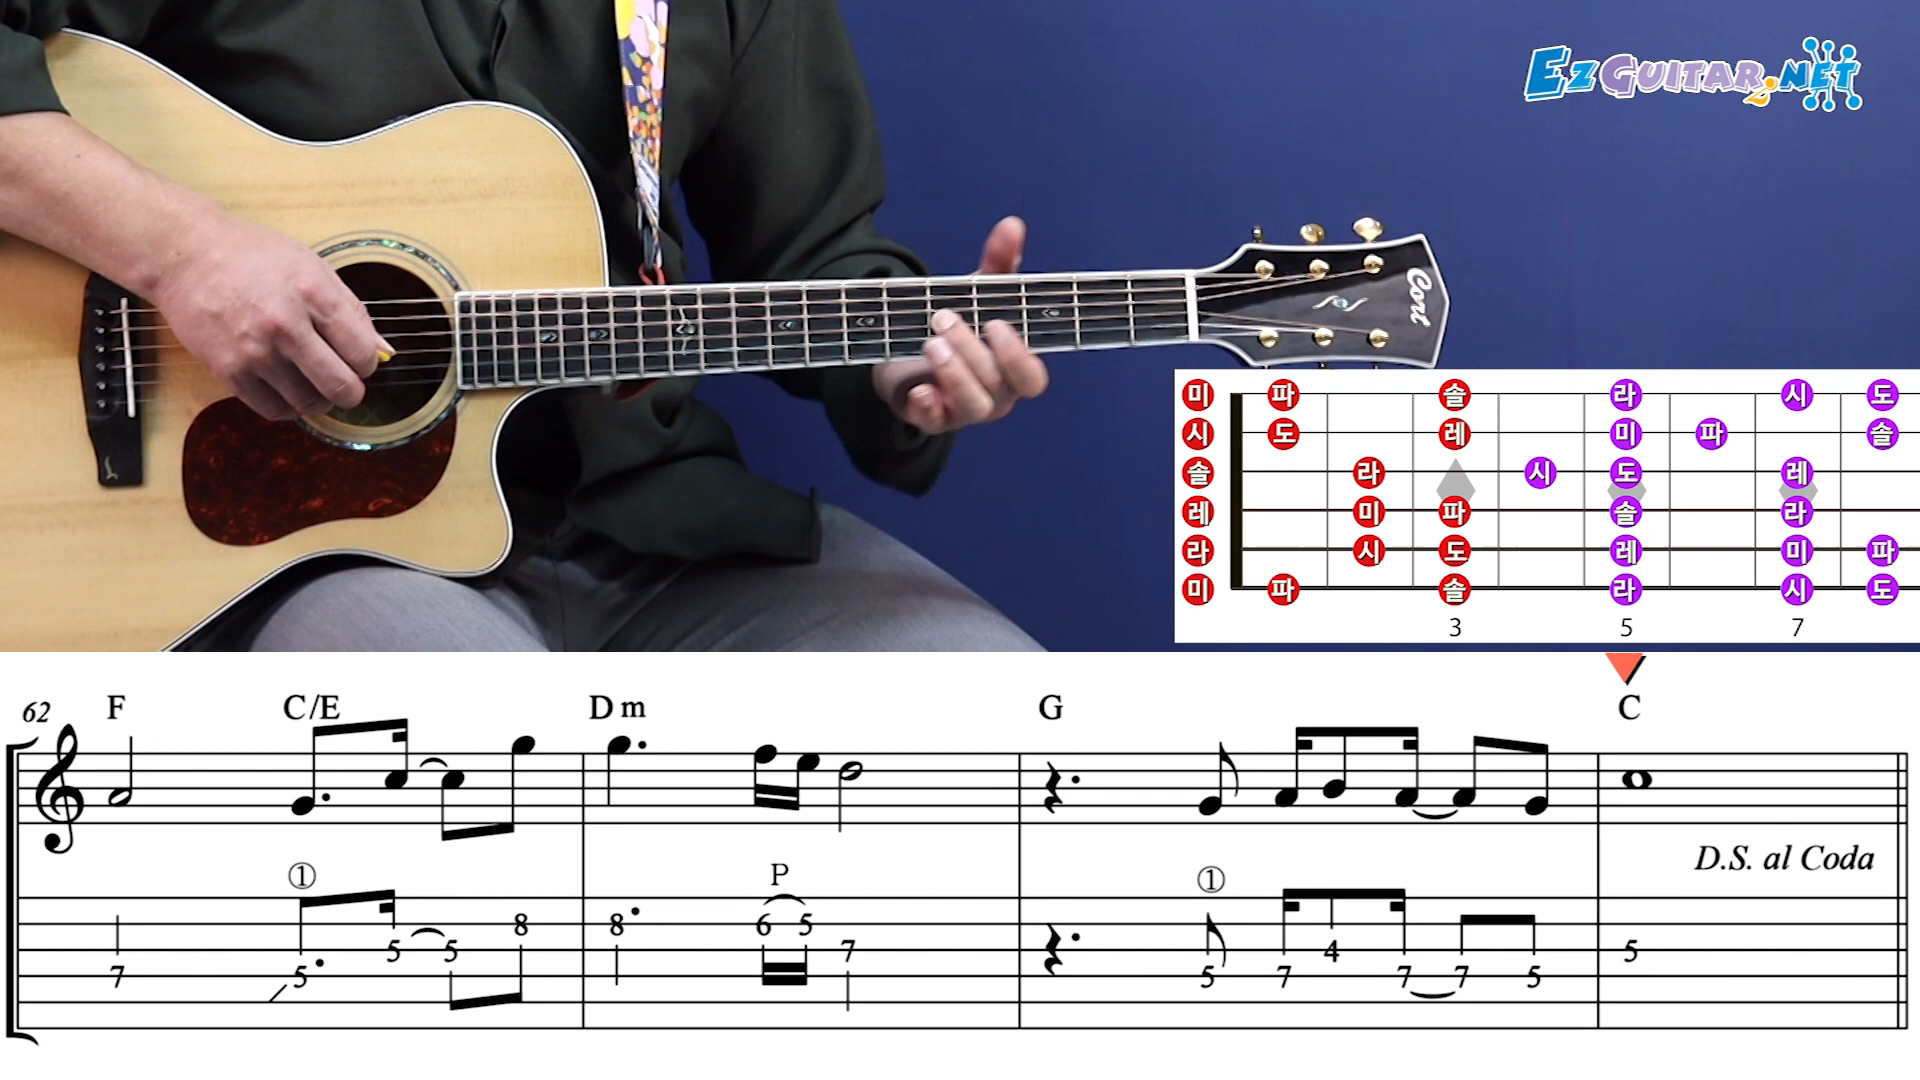 EZGUITAR2.NET
Cort
미 파 솔 라 시 도
시 도 레 미 파 솔
솔 라 시 도 레
레 미 파 솔 라
라 시 도 레 미 파
미 파 솔 라 시 도
3 5 7
62 F C/E Dm G C
D.S. al Coda
① P ①
7 5 5 5 8 8 6 5 7 5 7 4 7 7 5 5